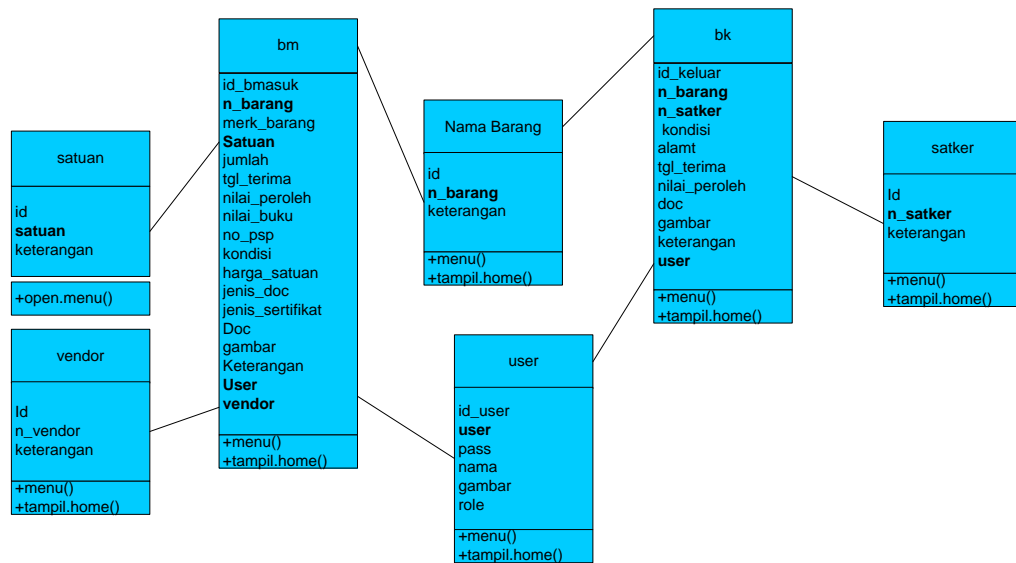 bm
id_bmasuk
n_barang
merk_barang
Satuan
jumlah
tgl_terima
nilai_peroleh
nilai_buku
no_psp
kondisi
harga_satuan
jenis_doc
jenis_sertifikat
Doc
gambar
Keterangan
User
vendor
+menu()
+tampil.home()
bk
id_keluar
n_barang
n_satker
kondisi
alamt
tgl_terima
nilai_peroleh
doc
gambar
keterangan
user
+menu()
+tampil.home()
Nama Barang
id
n_barang
keterangan
+menu()
+tampil.home()
satuan
id
satuan
keterangan
+open.menu()
satker
Id
n_satker
keterangan
+menu()
+tampil.home()
vendor
Id
n_vendor
keterangan
+menu()
+tampil.home()
user
id_user
user
pass
nama
gambar
role
+menu()
+tampil.home()